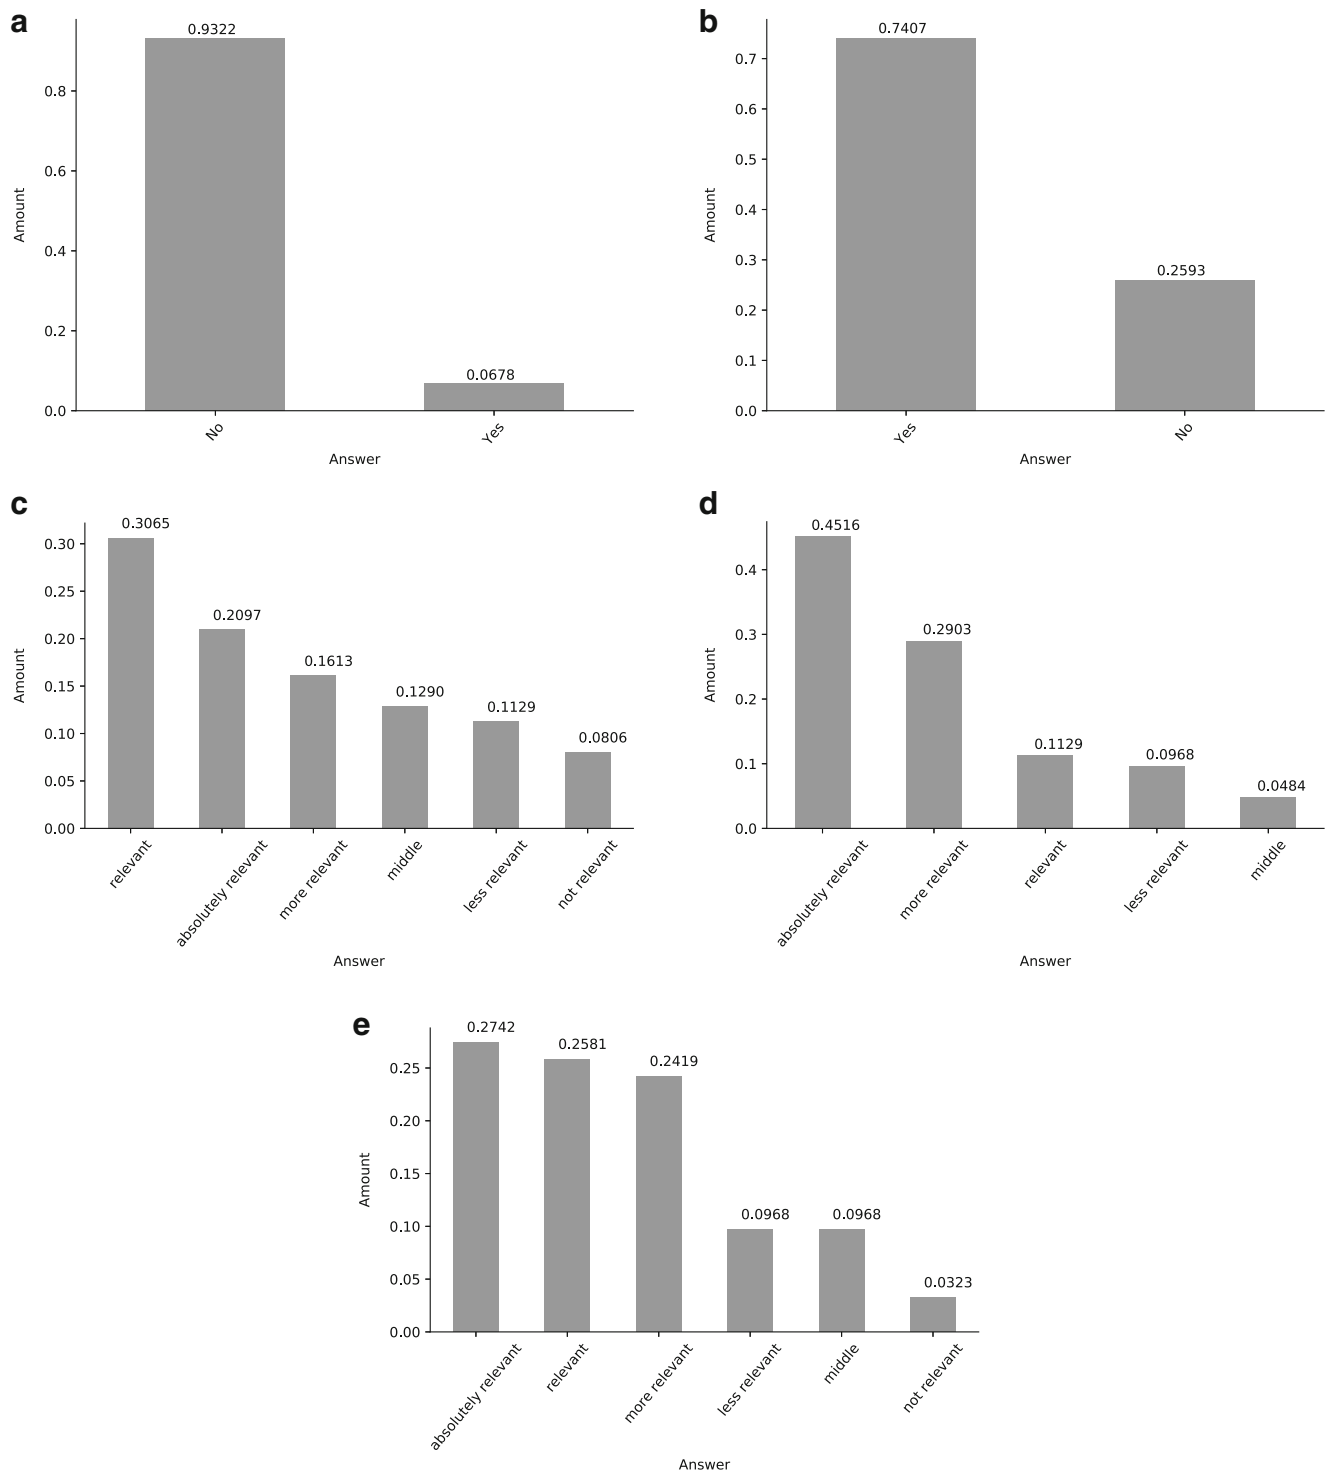 a
0.9322
0.8
0.6
0.4
0.2
0.0
Amount
0.0678
No
Yes
Answer
b
0.7407
0.7
0.6
0.5
0.4
0.3
0.2
0.1
0.0
Amount
0.2593
Yes
No
Answer
c
0.3065
0.30
0.25
0.20
0.15
0.10
0.05
0.00
Amount
0.2097
0.1613
0.1290
0.1129
0.0806
relevant
absolutely relevant
more relevant
middle
less relevant
not relevant
Answer
d
0.4516
0.4
0.3
0.2
0.1
0.0
Amount
0.2903
0.1129
0.0968
0.0484
absolutely relevant
more relevant
relevant
less relevant
middle
Answer
e
0.2742
0.25
0.20
0.15
0.10
0.05
0.00
Amount
0.2581
0.2419
0.0968
0.0968
0.0323
absolutely relevant
relevant
more relevant
less relevant
middle
not relevant
Answer